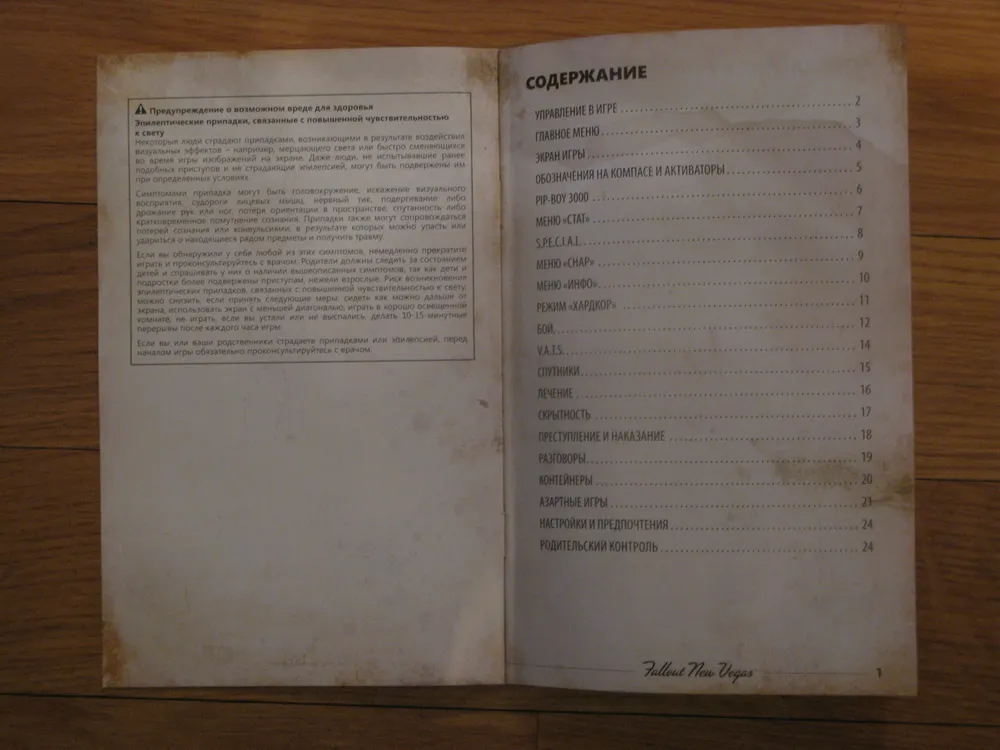 ⚠ Предупреждение о возможном вреде для здоровья
Эпилептические припадки, связанные с повышенной чувствительностью
к свету
Некоторые люди страдают припадками, возникающими в результате воздействия
визуальных эффектов – например, мерцающего света или быстро сменяющихся
во время игры изображений на экране. Даже люди, не испытывавшие ранее
подобных приступов и не страдающие эпилепсией, могут быть подвержены им
при определенных условиях.
Симптомами припадка могут быть головокружение, искажение визуального
восприятия, судороги лицевых мышц, нервный тик, подергивание либо
дрожание рук или ног, потеря ориентации в пространстве, спутанность либо
кратковременное помутнение сознания. Припадки также могут сопровождаться
потерей сознания или конвульсиями, в результате которых можно упасть или
удариться о находящиеся рядом предметы и получить травму.
Если вы обнаружили у себя любой из этих симптомов, немедленно прекратите
играть и проконсультируйтесь с врачом. Родители должны следить за состоянием
детей и спрашивать у них о наличии вышеописанных симптомов, так как дети и
подростки более подвержены приступам, нежели взрослые. Риск возникновения
эпилептических припадков, связанных с повышенной чувствительностью к свету,
можно снизить, если принять следующие меры: сидеть как можно дальше от
экрана, использовать экран с меньшей диагональю, играть в хорошо освещенной
комнате, не играть, если вы устали или не выспались, делать 10–15-минутные
перерывы после каждого часа игры.
Если вы или ваши родственники страдаете припадками или эпилепсией, перед
началом игры обязательно проконсультируйтесь с врачом.
СОДЕРЖАНИЕ
УПРАВЛЕНИЕ В ИГРЕ 2
ГЛАВНОЕ МЕНЮ 3
ЭКРАН ИГРЫ 4
ОБОЗНАЧЕНИЯ НА КОМПАСЕ И АКТИВАТОРЫ 5
PIP-BOY 3000 6
МЕНЮ «СТАТ» 7
S.P.E.C.I.A.L. 8
МЕНЮ «СНАР» 9
МЕНЮ «ИНФО» 10
РЕЖИМ «ХАРДКОР» 11
БОЙ 12
V.A.T.S. 14
СПУТНИКИ 15
ЛЕЧЕНИЕ 16
СКРЫТНОСТЬ 17
ПРЕСТУПЛЕНИЕ И НАКАЗАНИЕ 18
РАЗГОВОРЫ 19
КОНТЕЙНЕРЫ 20
АЗАРТНЫЕ ИГРЫ 21
НАСТРОЙКИ И ПРЕДПОЧТЕНИЯ 24
РОДИТЕЛЬСКИЙ КОНТРОЛЬ 24
Fallout New Vegas 1